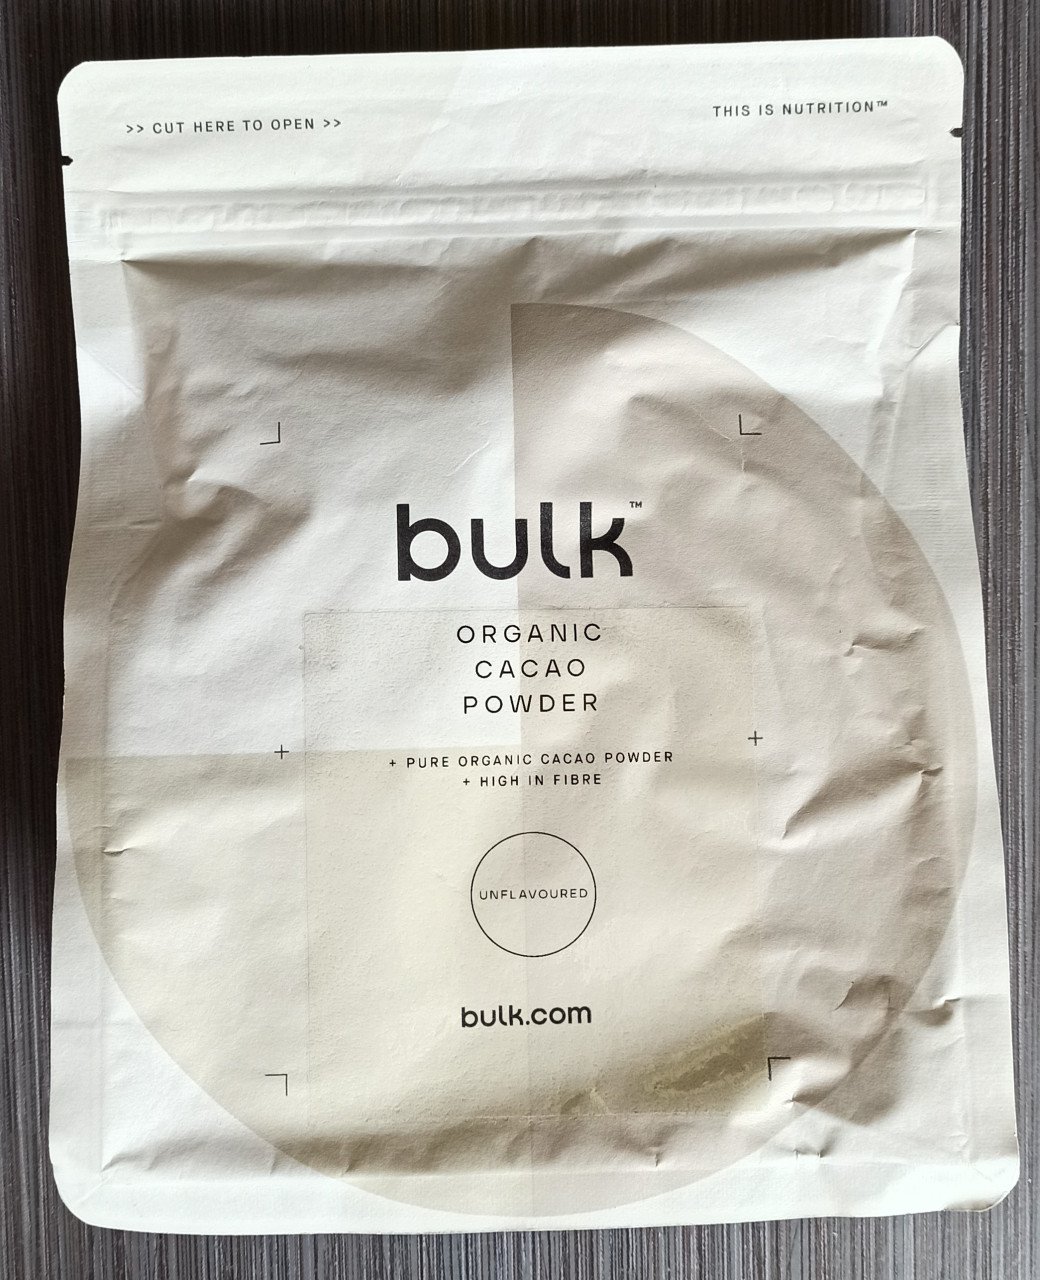 >> CUT HERE TO OPEN >>
THIS IS NUTRITION™
bulk™
ORGANIC
CACAO
POWDER
+ PURE ORGANIC CACAO POWDER
+ HIGH IN FIBRE
UNFLAVOURED
bulk.com